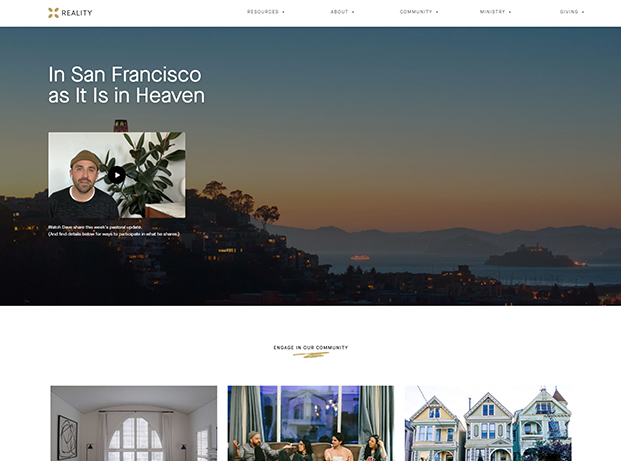 REALITY
RESOURCES
ABOUT
COMMUNITY
MINISTRY
GIVING
In San Francisco
as It Is in Heaven
Watch Dave share this week's pastoral update.
(And find details below for ways to participate in what he shares.)
ENGAGE IN OUR COMMUNITY